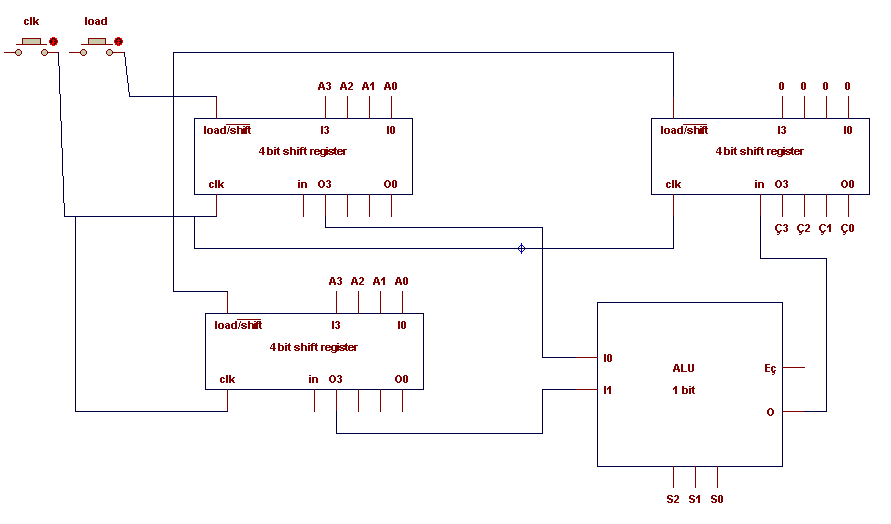 clk load
A3 A2 A1 A0
load/shift I3 I0
4 bit shift register
clk in O3 O0
0 0 0 0
load/shift I3 I0
4 bit shift register
clk in O3 O0
Ç3 Ç2 Ç1 Ç0
A3 A2 A1 A0
load/shift I3 I0
4 bit shift register
clk in O3 O0
I0 ALU Eç
I1 1 bit
O
S2 S1 S0